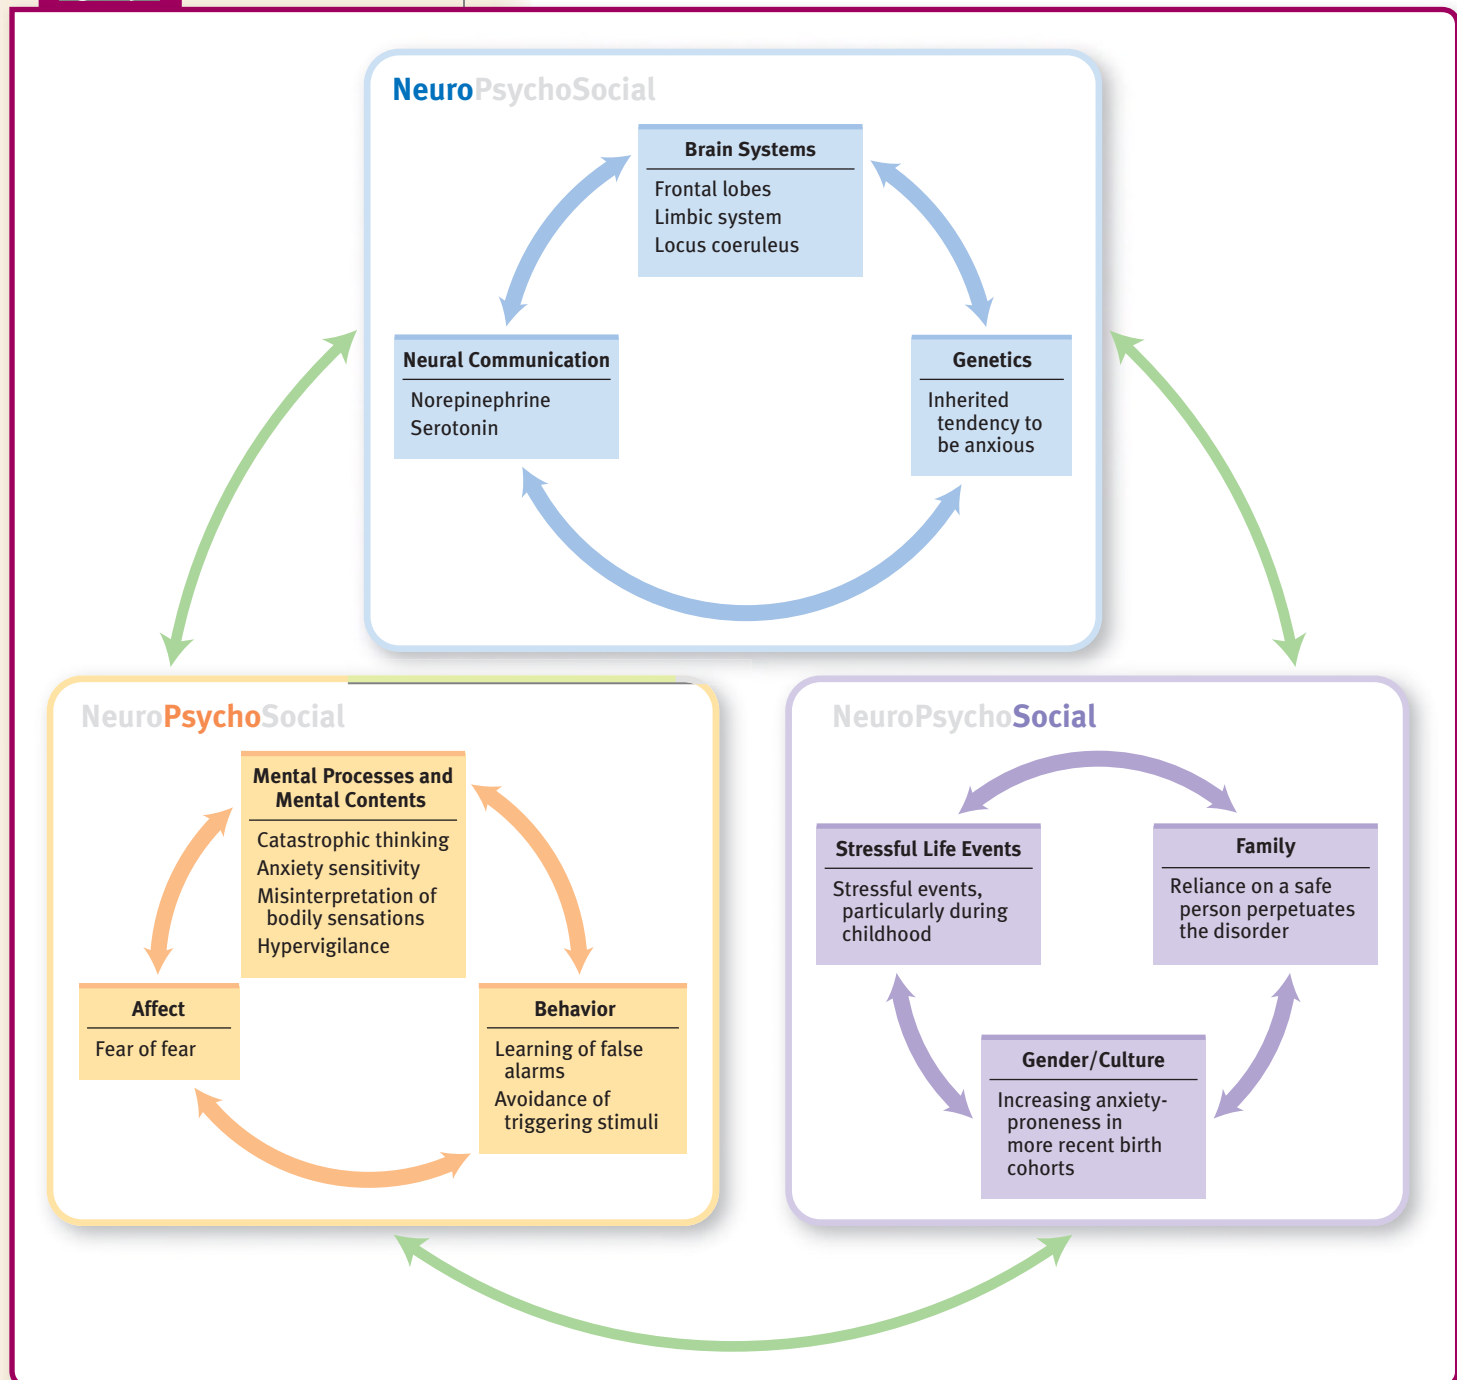 NeuroPsychoSocial
Brain Systems
Frontal lobes
Limbic system
Locus coeruleus
Neural Communication
Norepinephrine
Serotonin
Genetics
Inherited
tendency to
be anxious
NeuroPsychoSocial
Mental Processes and
Mental Contents
Catastrophic thinking
Anxiety sensitivity
Misinterpretation of
bodily sensations
Hypervigilance
Affect
Fear of fear
Behavior
Learning of false
alarms
Avoidance of
triggering stimuli
NeuroPsychoSocial
Stressful Life Events
Stressful events,
particularly during
childhood
Family
Reliance on a safe
person perpetuates
the disorder
Gender/Culture
Increasing anxiety-
proneness in
more recent birth
cohorts